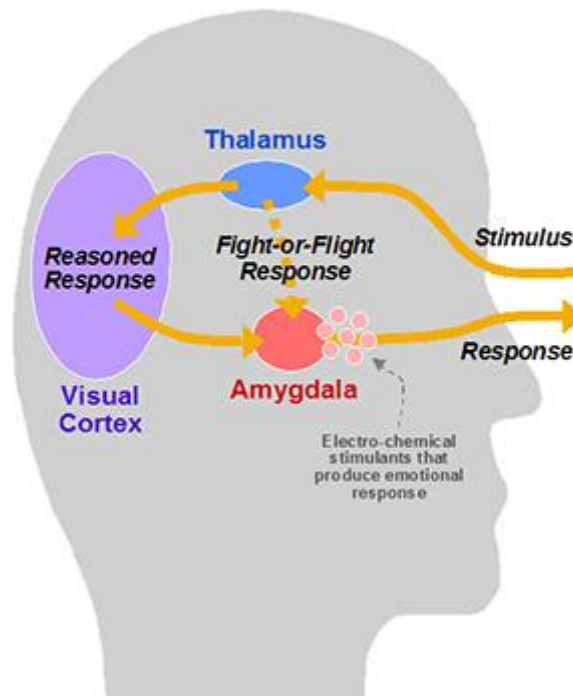 Thalamus
Stimulus
Reasoned
Response
Fight-or-Flight
Response
Response
Visual
Cortex
Amygdala
Electro-chemical
stimulants that
produce emotional
response